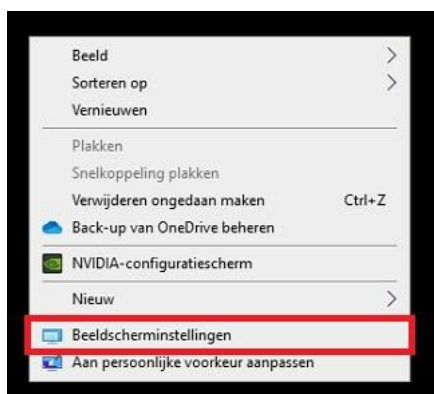 Beeld
Sorteren op
Vernieuwen
Plakken
Snelkoppeling plakken
Verwijderen ongedaan maken Ctrl+Z
Back-up van OneDrive beheren
NVIDIA-configuratiescherm
Nieuw
Beeldscherminstellingen
Aan persoonlijke voorkeur aanpassen